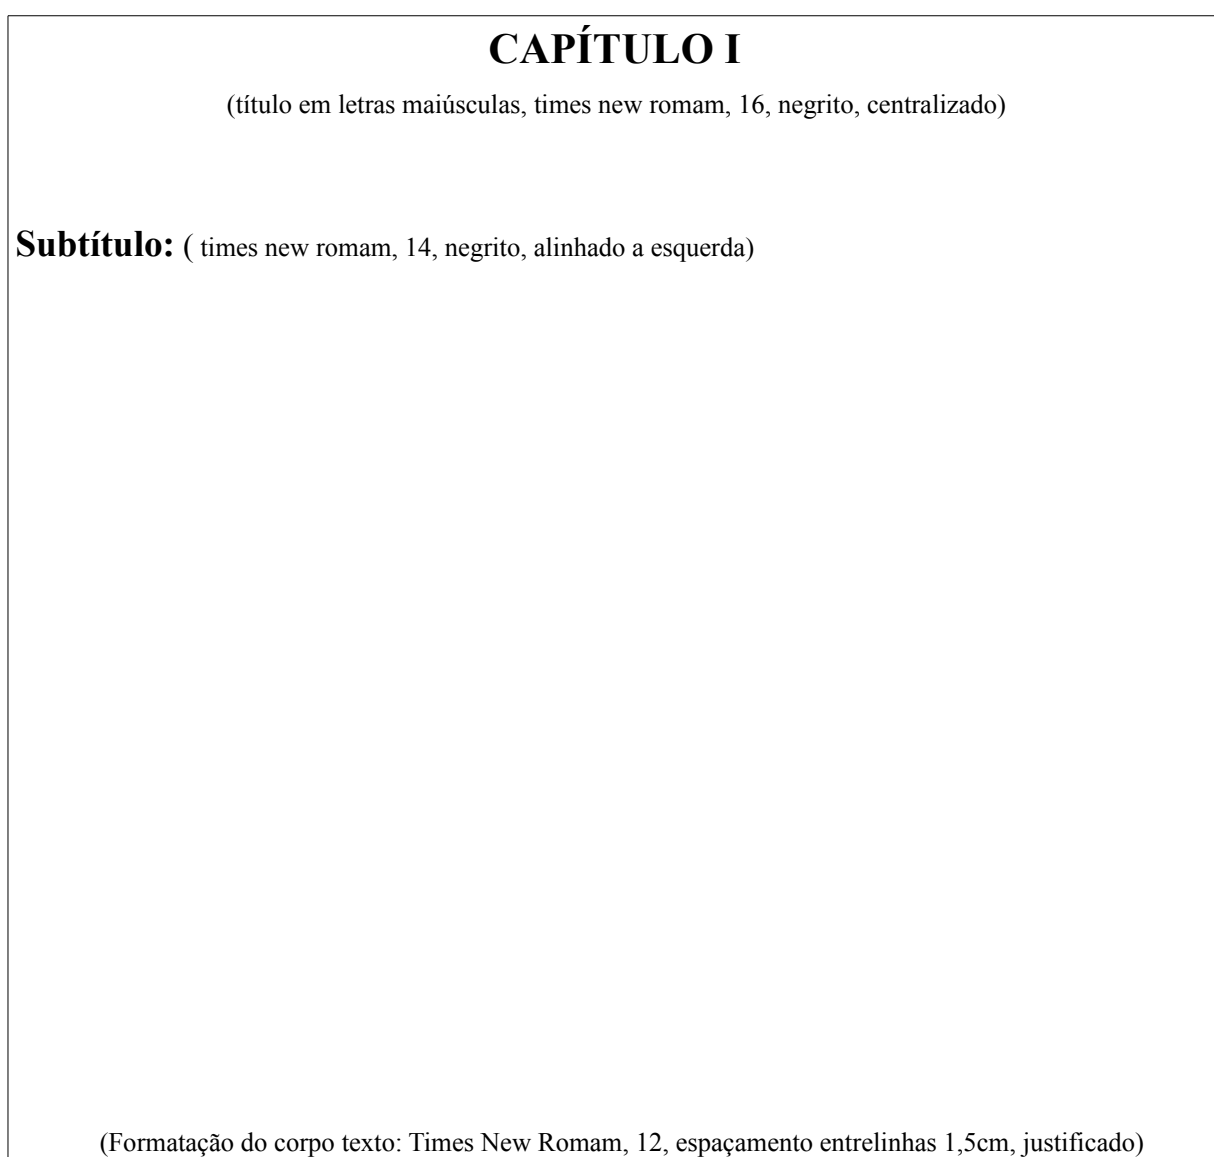 CAPÍTULO I
(título em letras maiúsculas, times new romam, 16, negrito, centralizado)
Subtítulo: ( times new romam, 14, negrito, alinhado a esquerda)
(Formatação do corpo texto: Times New Romam, 12, espaçamento entrelinhas 1,5cm, justificado)